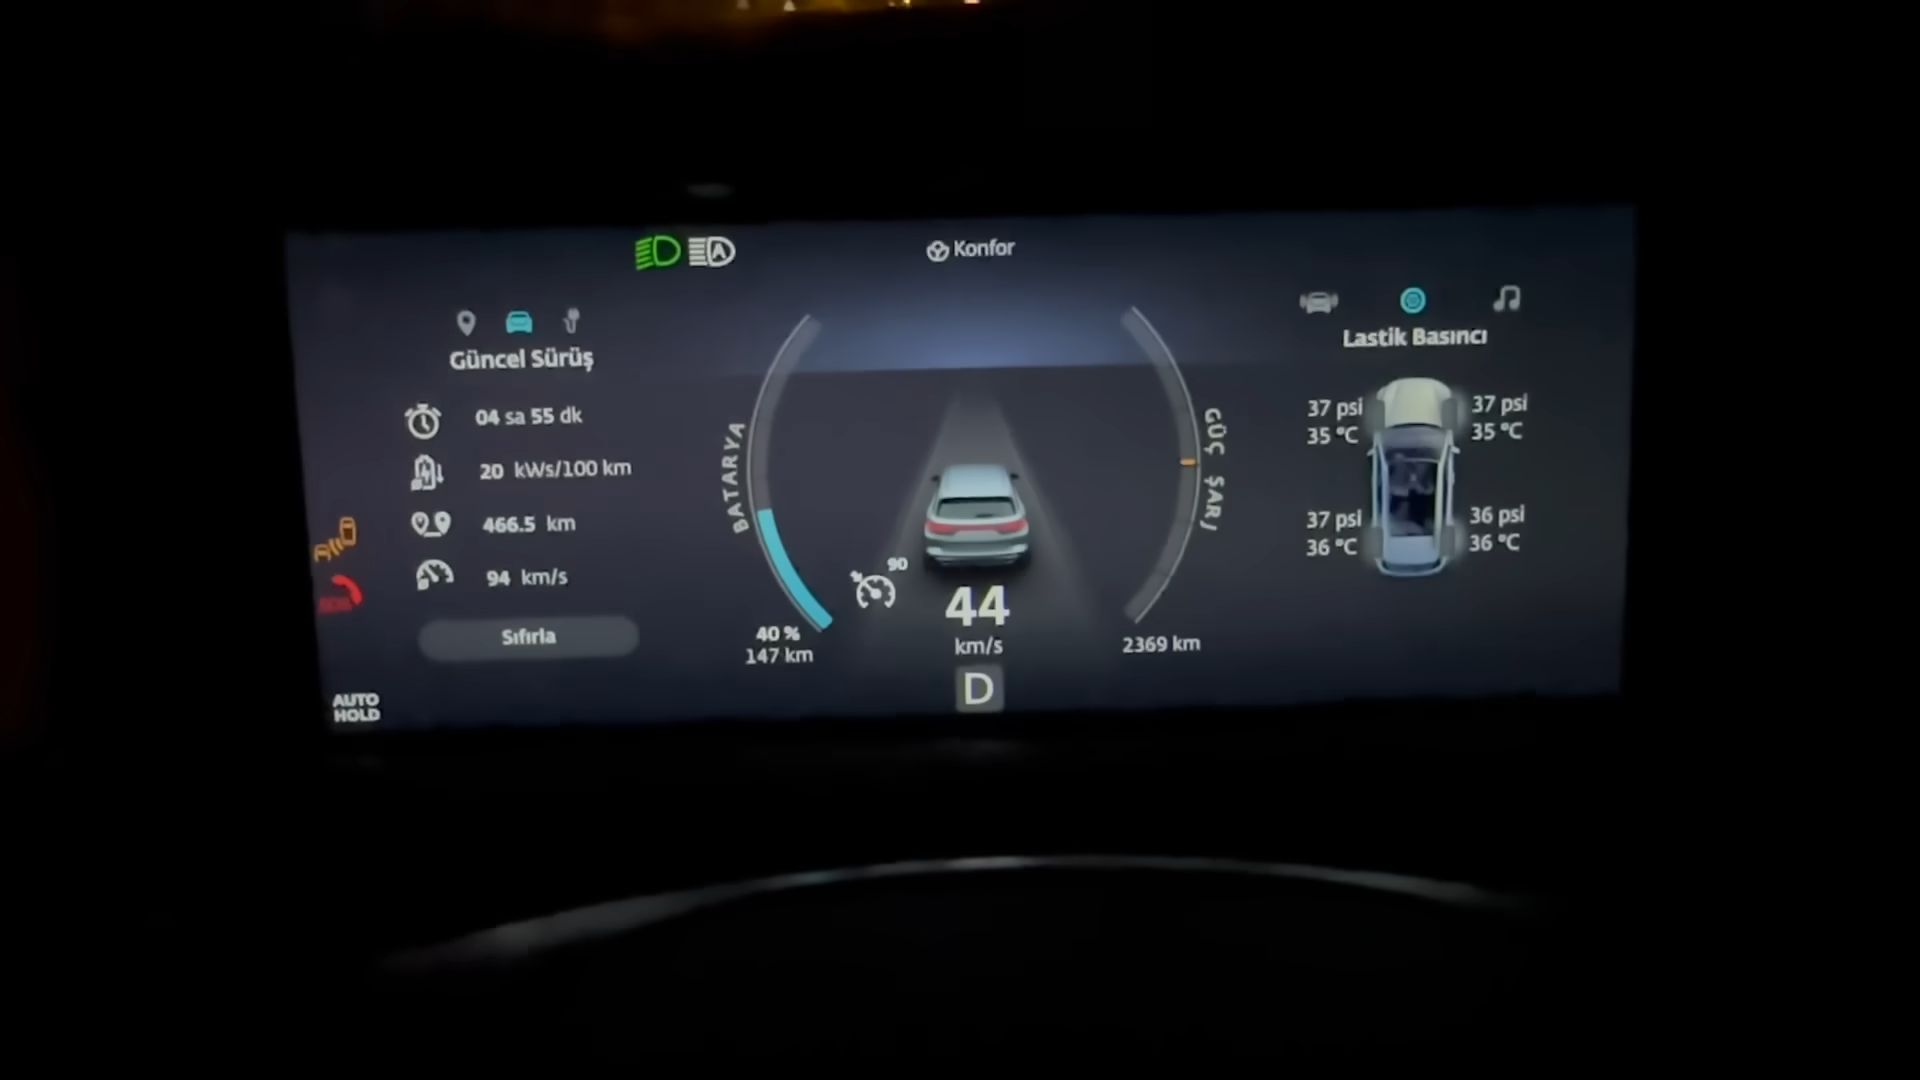 Konfor
Güncel Sürüş
04 sa 55 dk
20 kWs/100 km
466.5 km
94 km/s
Sıfırla
AUTO
HOLD
BATARYA
40 %
147 km
90
44
km/s
D
GÜÇ ŞARJ
2369 km
Lastik Basıncı
37 psi
35 °C
37 psi
35 °C
37 psi
36 °C
36 psi
36 °C